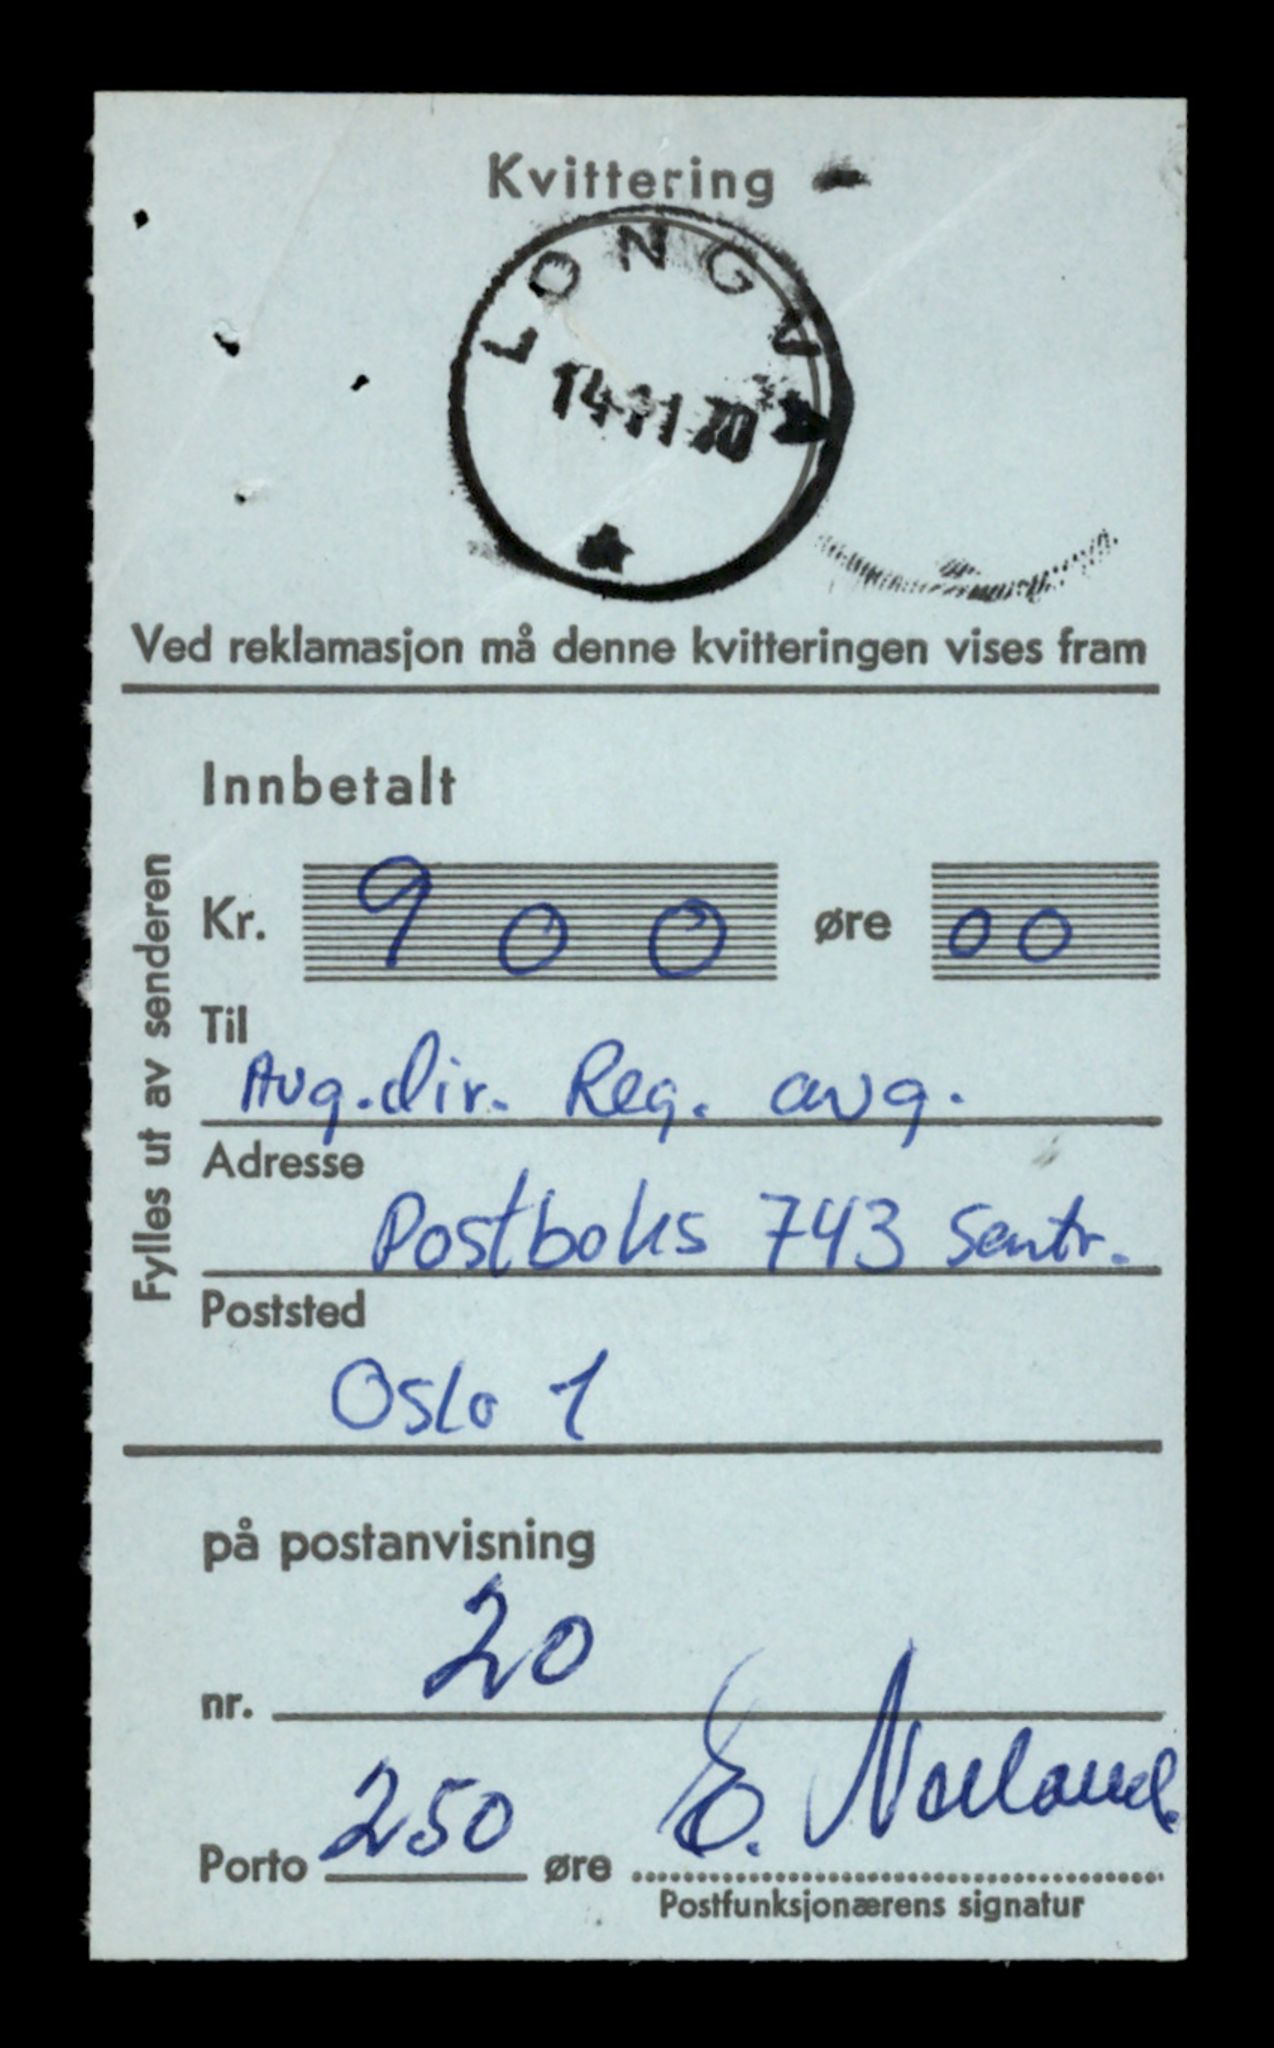 Kvittering
LONGVA
14 11 70
Ved reklamasjon må denne kvitteringen vises fram
Fylles ut av senderen
Innbetalt
Kr. 900 øre 00
Til
Avg.dir. Reg. avg.
Adresse
Postboks 743 Sentr.
Poststed
Oslo 1
på postanvisning
nr. 20
Porto 250 øre E.
Postfunksjonærens signatur